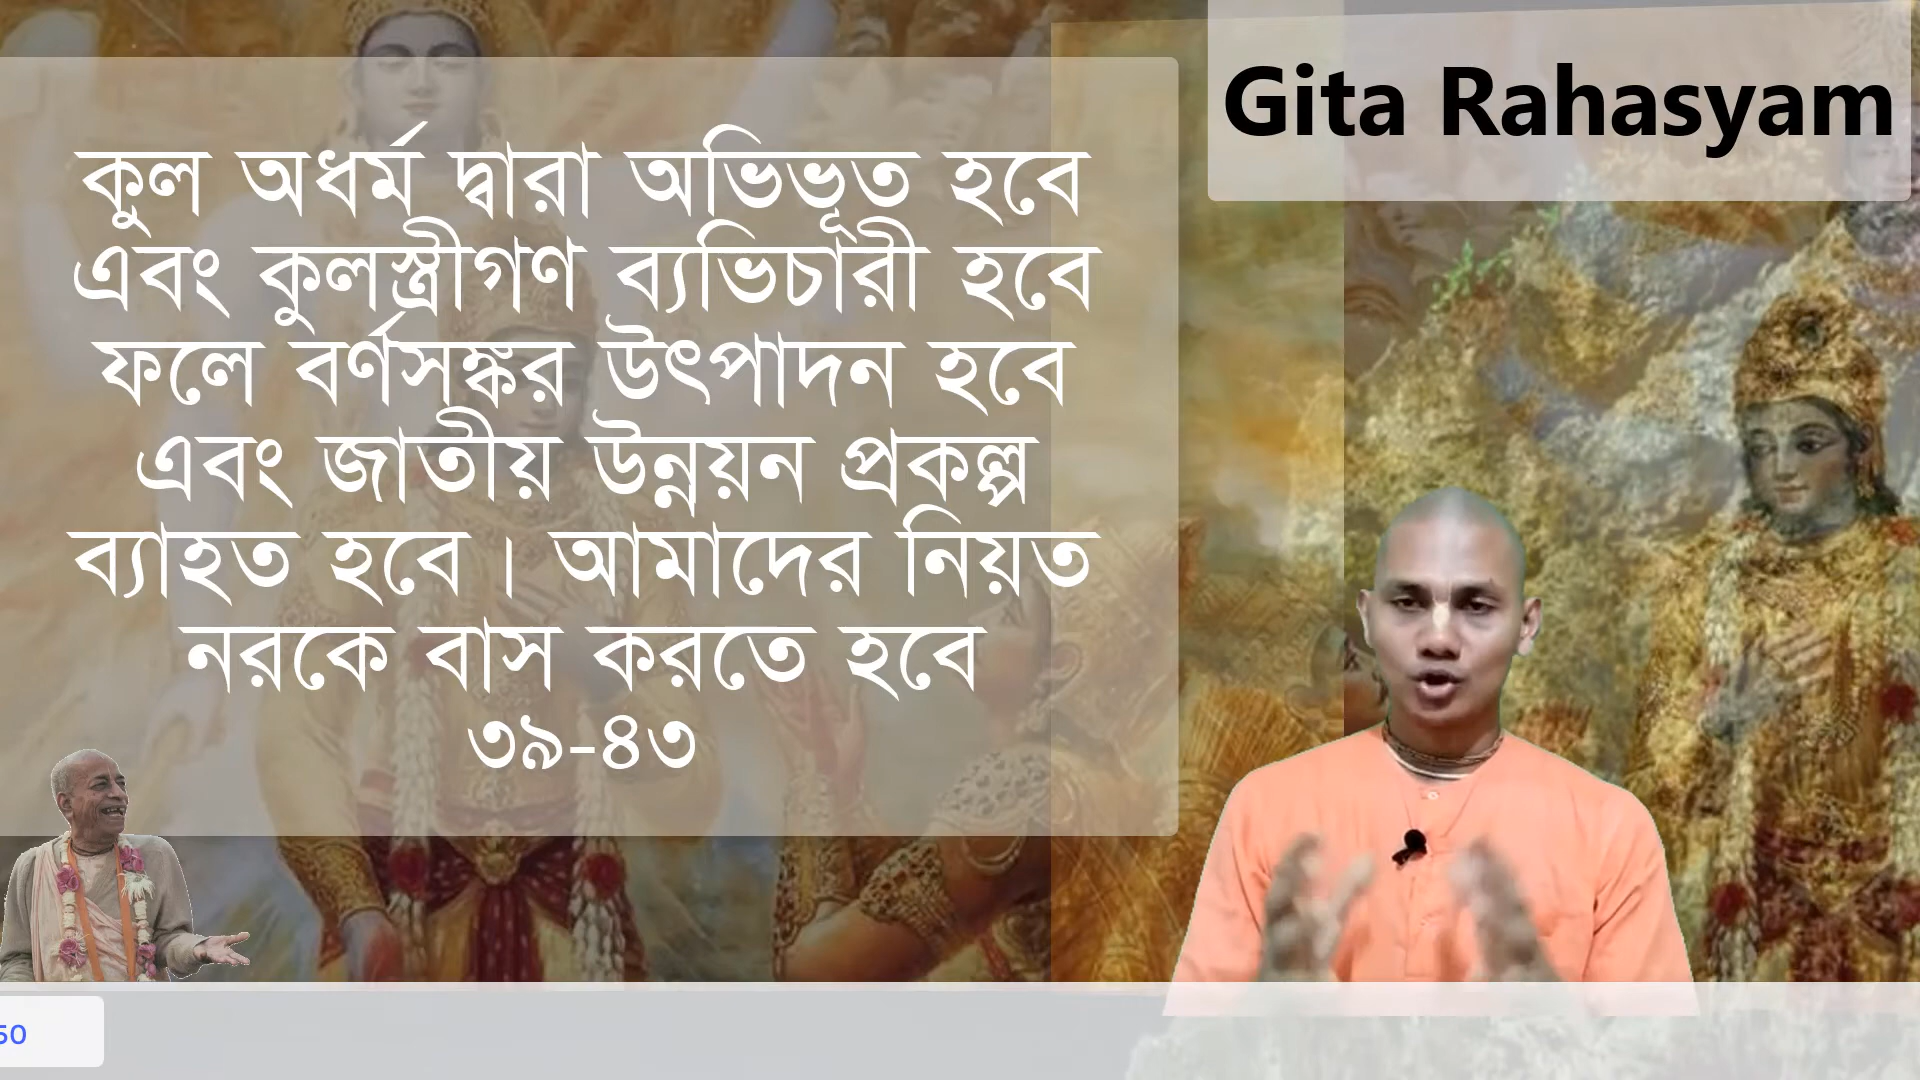 Gita Rahasyam
কুল অধর্ম দ্বারা অভিভূত হবে
এবং কুলস্ত্রীগণ ব্যভিচারী হবে
ফলে বর্ণসঙ্কর উৎপাদন হবে
এবং জাতীয় উন্নয়ন প্রকল্প
ব্যাহত হবে । আমাদের নিয়ত
নরকে বাস করতে হবে
৩৯-৪৩
50